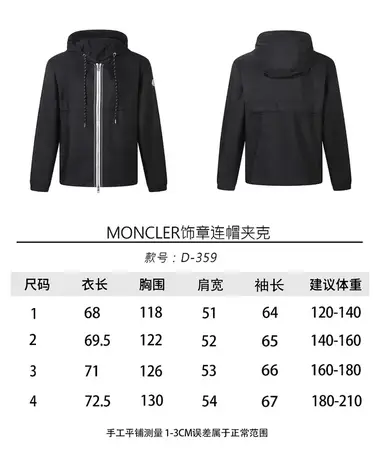 MONCLER饰章连帽夹克
款号：D-359
尺码 衣长 胸围 肩宽 袖长 建议体重
1 68 118 51 64 120-140
2 69.5 122 52 65 140-160
3 71 126 53 66 160-180
4 72.5 130 54 67 180-210
手工平铺测量 1-3CM误差属于正常范围